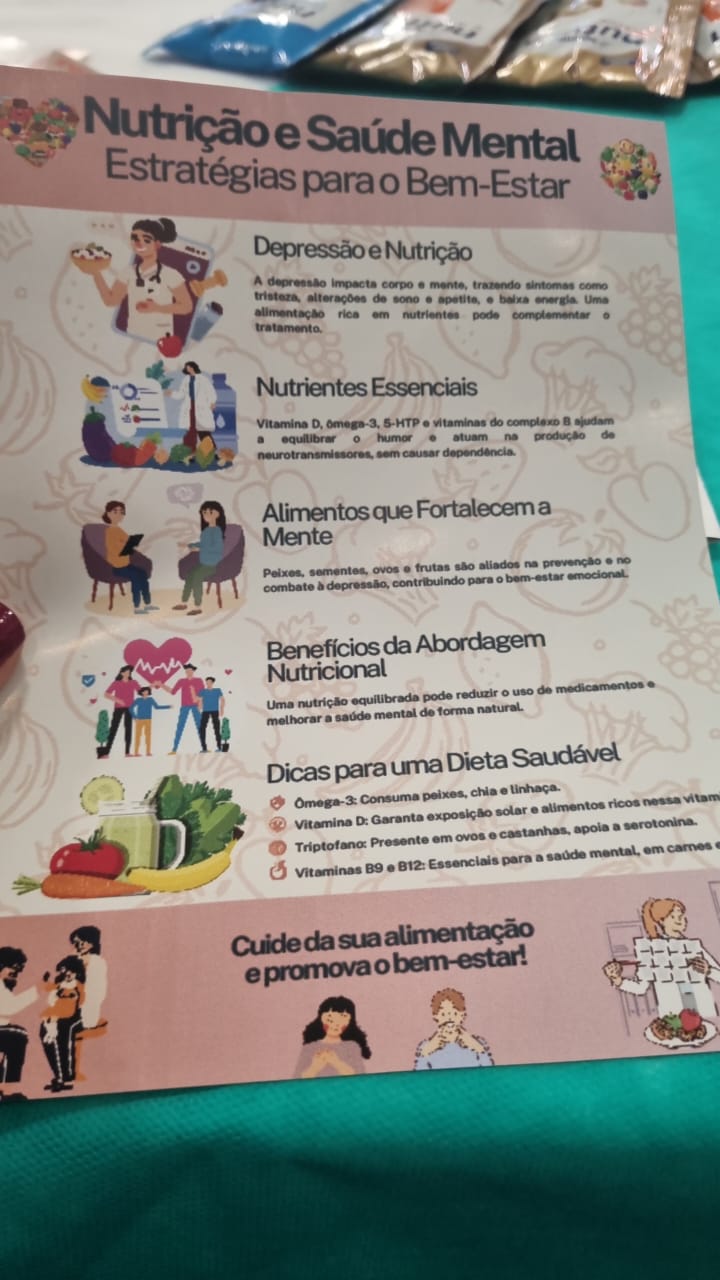 Nutrição e Saúde Mental
Estratégias para o Bem-Estar
Depressão e Nutrição
A depressão impacta corpo e mente, trazendo sintomas como
tristeza, alterações de sono e apetite, e baixa energia. Uma
alimentação rica em nutrientes pode complementar o
tratamento.
Nutrientes Essenciais
Vitamina D, ômega-3, 5-HTP e vitaminas do complexo B ajudam
a equilibrar o humor e atuam na produção de
neurotransmissores, sem causar dependência.
Alimentos que Fortalecem a
Mente
Peixes, sementes, ovos e frutas são aliados na prevenção e no
combate à depressão, contribuindo para o bem-estar emocional.
Benefícios da Abordagem
Nutricional
Uma nutrição equilibrada pode reduzir o uso de medicamentos e
melhorar a saúde mental de forma natural.
Dicas para uma Dieta Saudável
Ômega-3: Consuma peixes, chia e linhaça.
Vitamina D: Garanta exposição solar e alimentos ricos nessa vitam
Triptofano: Presente em ovos e castanhas, apoia a serotonina.
Vitaminas B9 e B12: Essenciais para a saúde mental, em carnes e
Cuide da sua alimentação
e promova o bem-estar!